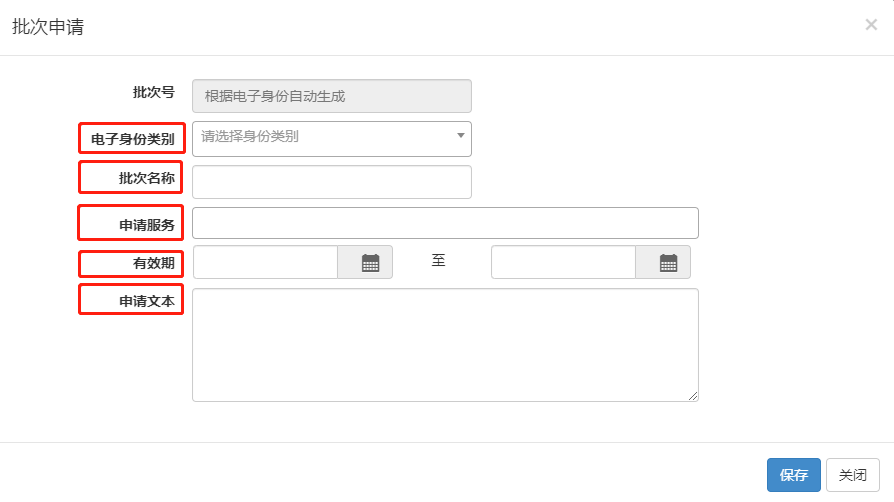 批次申请
×
批次号 根据电子身份自动生成
电子身份类别 请选择身份类别
批次名称
申请服务
有效期 至
申请文本
保存 关闭